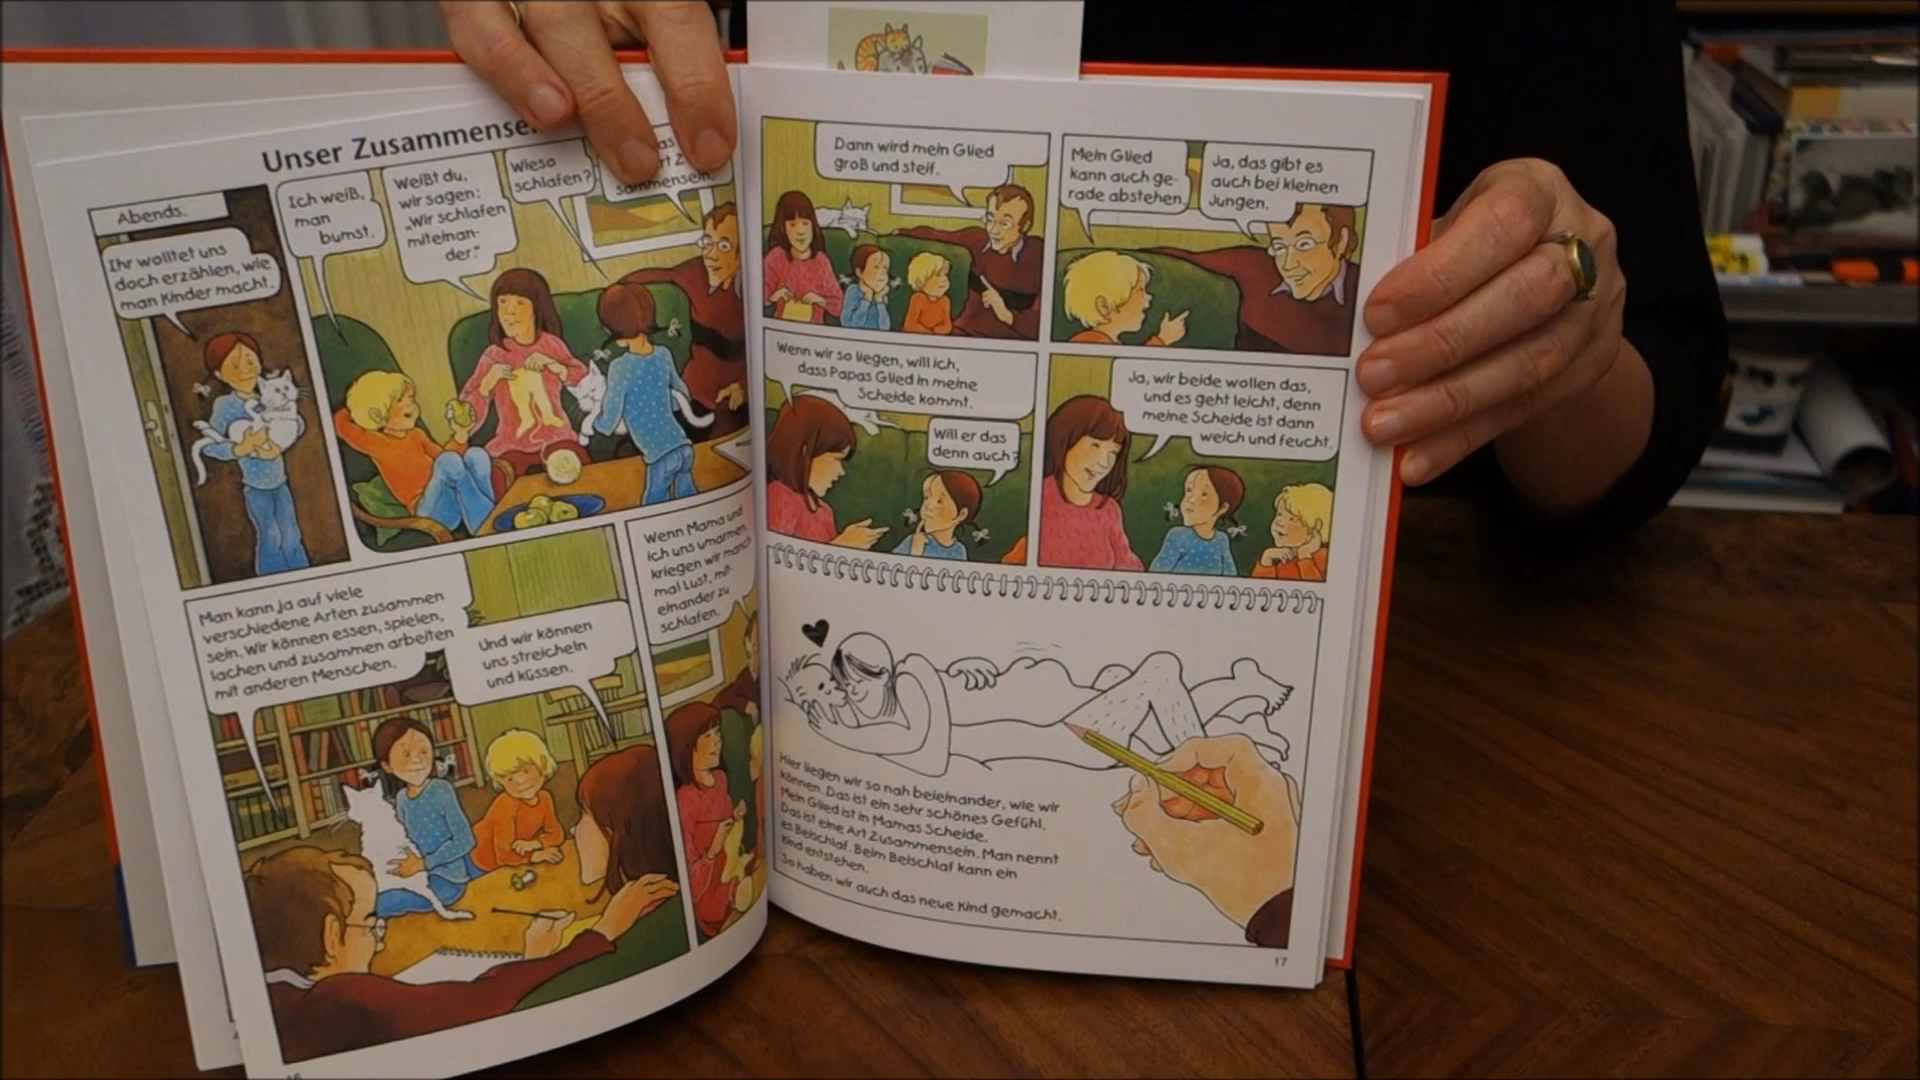 Unser Zusammense
Abends.
Ihr wolltet uns
doch erzählen, wie
man Kinder macht.
Ich weiß,
man
bumst.
Weißt du,
wir sagen:
„Wir schlafen
miteinan-
der.“
Wieso
schlafen?
sammensein.
Man kann ja auf viele
verschiedene Arten zusammen
sein. Wir können essen, spielen,
lachen und zusammen arbeiten
mit anderen Menschen.
Und wir können
uns streicheln
und küssen.
Wenn Mama und
ich uns umarmen,
kriegen wir manch-
mal Lust, mit-
einander zu
schlafen.
Dann wird mein Glied
groß und steif.
Mein Glied
kann auch ge-
rade abstehen.
Ja, das gibt es
auch bei kleinen
Jungen.
Wenn wir so liegen, will ich,
dass Papas Glied in meine
Scheide kommt.
Will er das
denn auch?
Ja, wir beide wollen das,
und es geht leicht, denn
meine Scheide ist dann
weich und feucht.
Hier liegen wir so nah beieinander, wie wir
können. Das ist ein sehr schönes Gefühl.
Mein Glied ist in Mamas Scheide.
Das ist eine Art Zusammensein. Man nennt
es Beischlaf. Beim Beischlaf kann ein
Kind entstehen.
So haben wir auch das neue Kind gemacht.
17